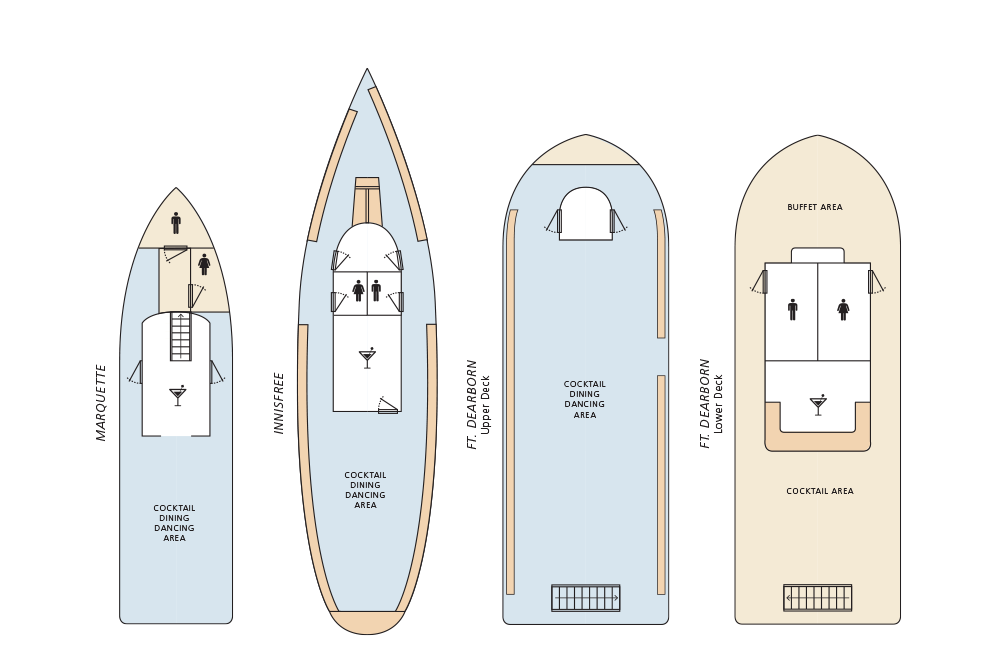 MARQUETTE
COCKTAIL
DINING
DANCING
AREA
INNISFREE
COCKTAIL
DINING
DANCING
AREA
FT. DEARBORN
Upper Deck
COCKTAIL
DINING
DANCING
AREA
FT. DEARBORN
Lower Deck
BUFFET AREA
COCKTAIL AREA